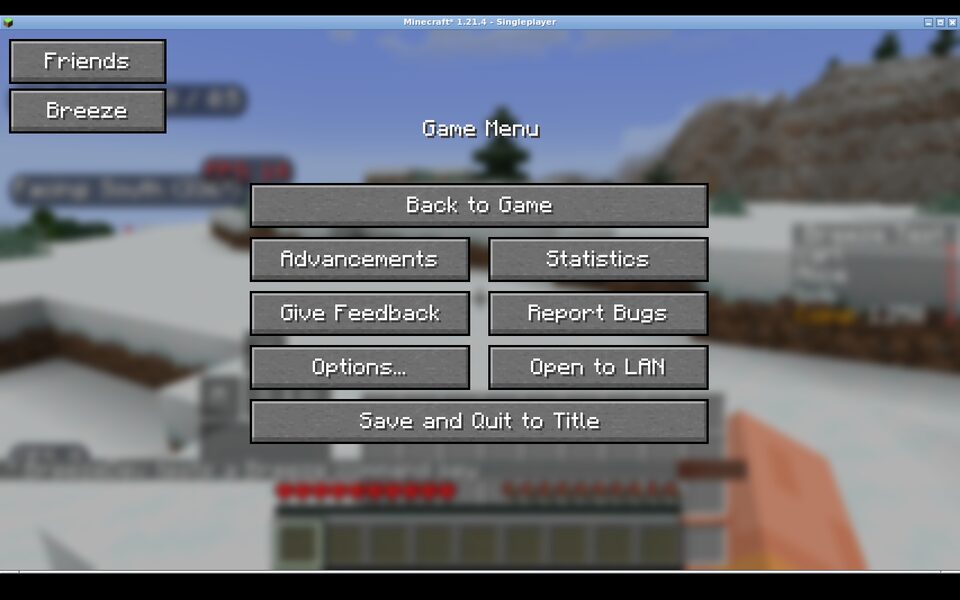 Minecraft* 1.21.4 - Singleplayer
Friends
Breeze
Game Menu
Back to Game
Advancements
Statistics
Give Feedback
Report Bugs
Options...
Open to LAN
Save and Quit to Title